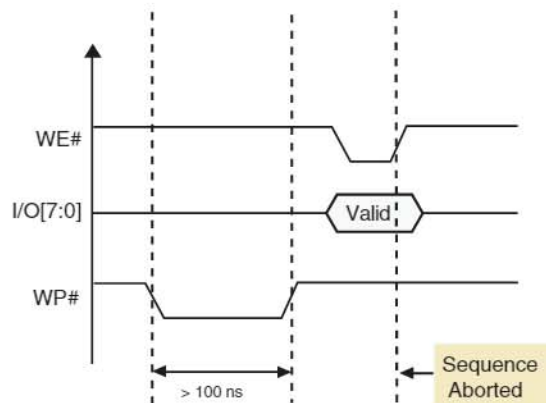 WE#
I/O[7:0]
Valid
WP#
> 100 ns
Sequence
Aborted